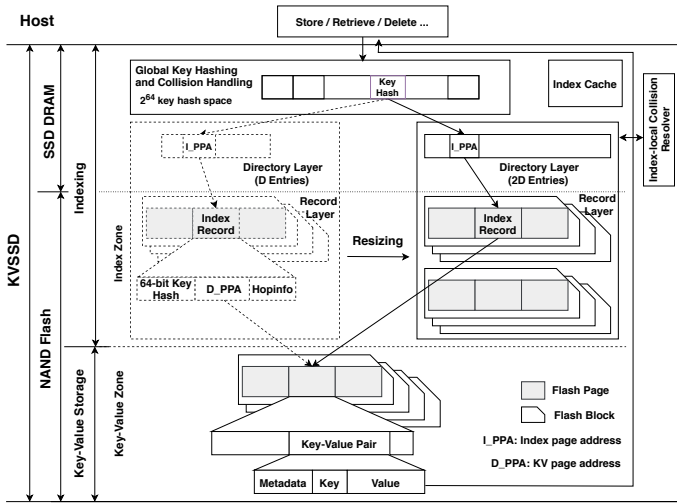 Host
Store / Retrieve / Delete ...
Global Key Hashing
and Collision Handling
2^64 key hash space
Key
Hash
Index Cache
I_PPA
Directory Layer
(D Entries)
I_PPA
Directory Layer
(2D Entries)
Index-local Collision
Resolver
KVSSD
SSD DRAM
NAND Flash
Indexing
Key-Value Storage
Index Zone
Key-Value Zone
Index
Record
Record
Layer
64-bit Key
Hash
D_PPA
Hopinfo
Resizing
Index
Record
Record
Layer
Key-Value Pair
Metadata
Key
Value
Flash Page
Flash Block
I_PPA: Index page address
D_PPA: KV page address